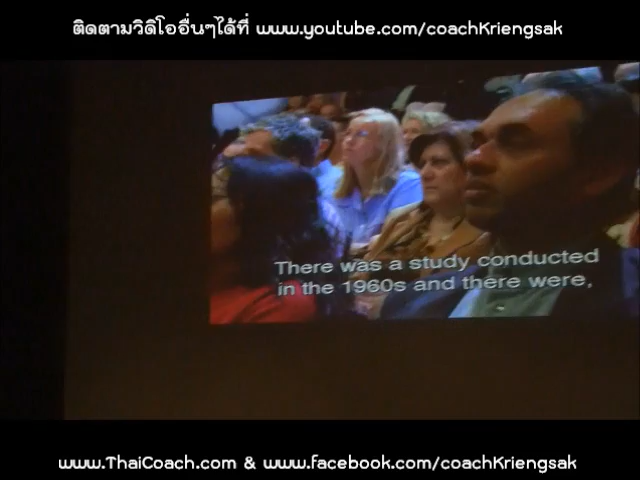 ติดตามวิดิโออื่นๆได้ที่ www.youtube.com/coachKriengsak
There was a study conducted
in the 1960s and there were,
www.ThaiCoach.com & www.facebook.com/coachKriengsak